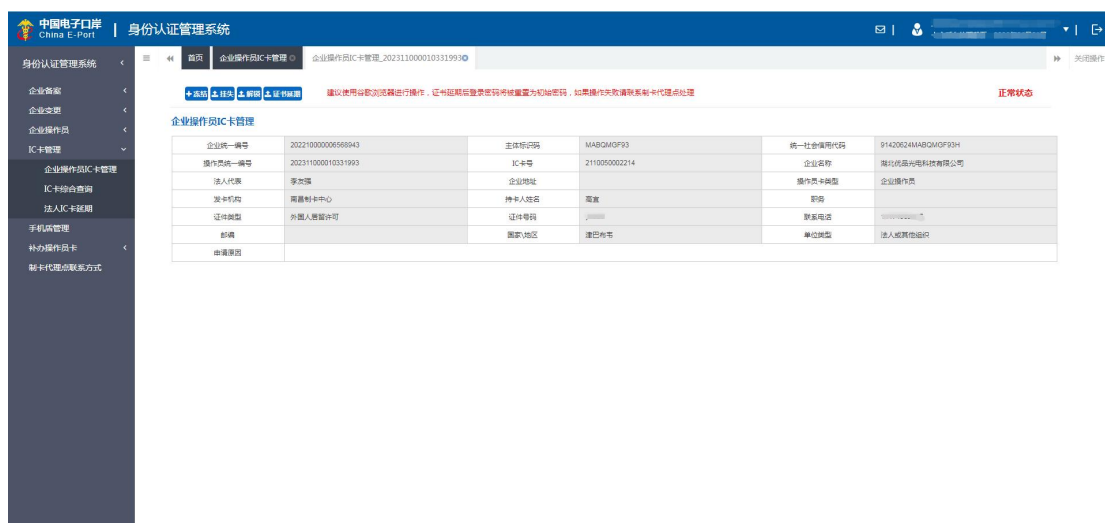 中国电子口岸
China E-Port
身份认证管理系统
身份认证管理系统
首页
企业操作员IC卡管理
企业操作员IC卡管理_202311000010331993
关闭操作
企业备案
企业变更
企业操作员
IC卡管理
企业操作员IC卡管理
IC卡综合查询
法人IC卡延期
手机盾管理
补办操作员卡
制卡代理点联系方式
冻结 挂失 解锁 证书延期
建议使用谷歌浏览器进行操作，证书延期后登录密码将被重置为初始密码，如果操作失败请联系制卡代理点处理
正常状态
企业操作员IC卡管理
企业统一编号 202210000006568943 主体标识码 MABQMGF93 统一社会信用代码 91420624MABQMGF93H
操作员统一编号 202311000010331993 IC卡号 2110050002214 企业名称 湖北优品光电科技有限公司
法人代表 李友强 企业地址 操作员卡类型 企业操作员
发卡机构 南昌制卡中心 持卡人姓名 高宜 职务
证件类型 外国人居留许可 证件号码 联系电话
邮编 国家\地区 津巴布韦 单位类型 法人或其他组织
申请原因